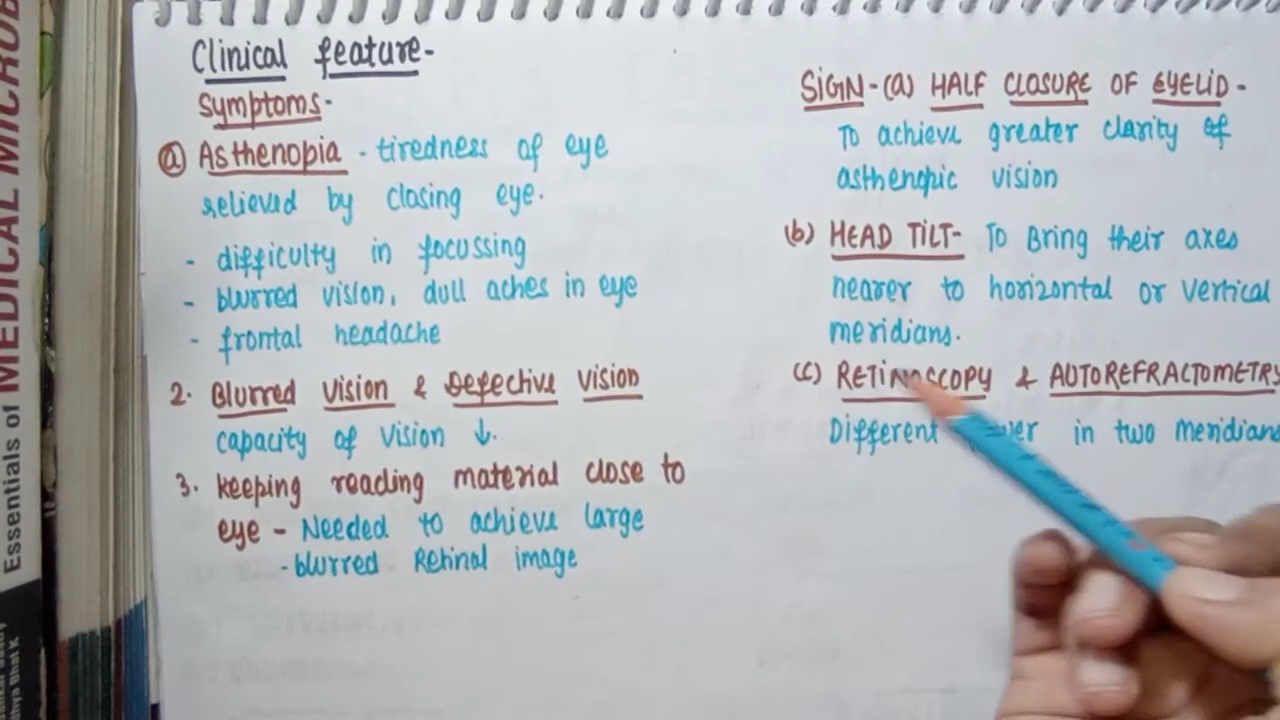 Clinical feature-
Symptoms-
(a) Asthenopia - tiredness of eye
relieved by closing eye.
- difficulty in focussing
- blurred vision, dull aches in eye
- frontal headache
2. Blurred vision & Defective vision
capacity of vision ↓.
3. keeping reading material close to
eye - Needed to achieve large
-blurred Retinal image
SIGN-(a) HALF CLOSURE OF EYELID-
To achieve greater clarity of
asthenopic vision
(b) HEAD TILT- To Bring their axes
nearer to horizontal or vertical
meridians.
(c) RETINOSCOPY & AUTOREFRACTOMETRY
Different power in two meridians
Essentials of MEDICAL MICROB
dhya Bhat K